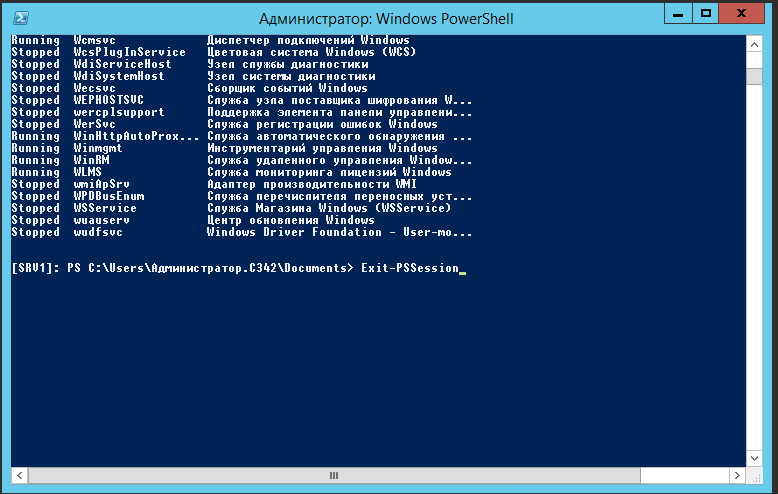 Администратор: Windows PowerShell
Running Wcmsvc Диспетчер подключений Windows
Stopped WcsPlugInService Цветовая система Windows (WCS)
Stopped WdiServiceHost Узел службы диагностики
Stopped WdiSystemHost Узел системы диагностики
Stopped Wecsvc Сборщик событий Windows
Stopped WEPHOSTSVC Служба узла поставщика шифрования W...
Stopped wercplsupport Поддержка элемента панели управлени...
Stopped WerSvc Служба регистрации ошибок Windows
Running WinHttpAutoProx... Служба автоматического обнаружения ...
Running Winmgmt Инструментарий управления Windows
Running WinRM Служба удаленного управления Window...
Running WLMS Служба мониторинга лицензий Windows
Stopped wmiApSrv Адаптер производительности WMI
Stopped WPDBusEnum Служба перечислителя переносных уст...
Stopped WSService Служба Магазина Windows (WSService)
Stopped wuauserv Центр обновления Windows
Stopped wudfsvc Windows Driver Foundation - User-mo...
[SRV1]: PS C:\Users\Администратор.C342\Documents> Exit-PSSession